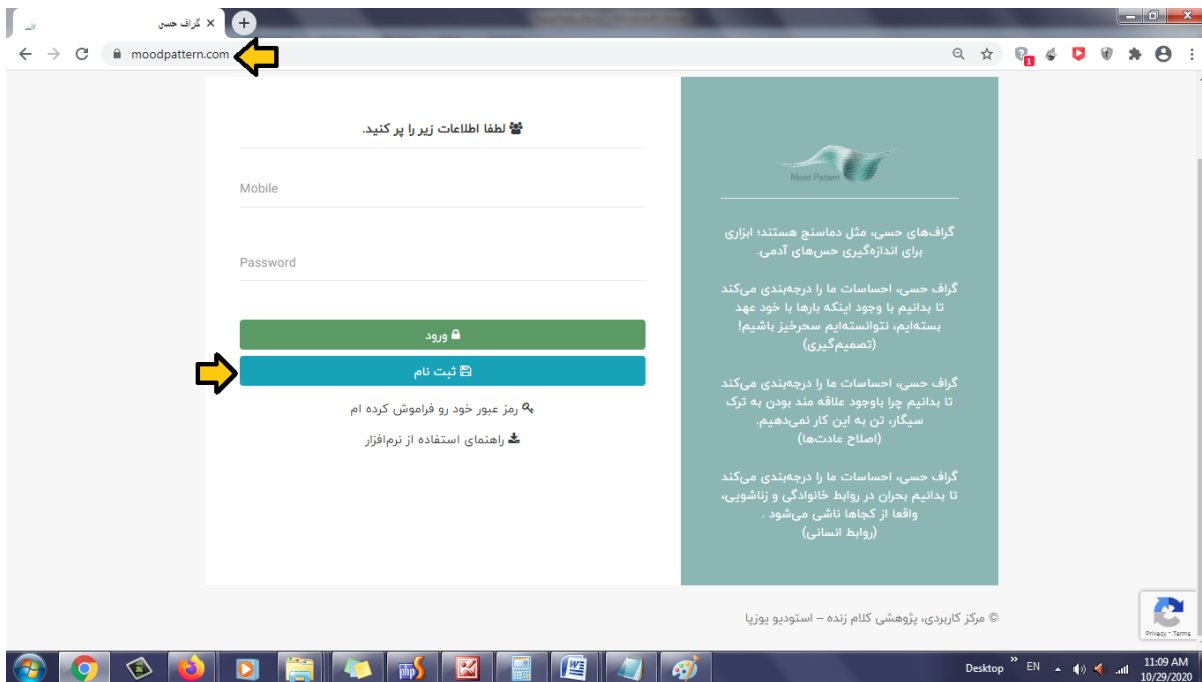 گراف حسی
moodpattern.com
1
لطفا اطلاعات زیر را پر کنید.
Mobile
Password
ورود
ثبت نام
رمز عبور خود رو فراموش کرده ام
راهنمای استفاده از نرم‌افزار
Mood Pattern
گراف‌های حسی، مثل دماسنج هستند؛ ابزاری
برای اندازه‌گیری حس‌های آدمی.
گراف حسی، احساسات ما را درجه‌بندی می‌کند
تا بدانیم با وجود اینکه بارها با خود عهد
بسته‌ایم، نتوانسته‌ایم سحرخیز باشیم!
(تصمیم‌گیری)
گراف حسی، احساسات ما را درجه‌بندی می‌کند
تا بدانیم چرا باوجود علاقه مند بودن به ترک
سیگار، تن به این کار نمی‌دهیم.
(اصلاح عادت‌ها)
گراف حسی، احساسات ما را درجه‌بندی می‌کند
تا بدانیم بحران در روابط خانوادگی و زناشویی،
واقعا از کجاها ناشی می‌شود .
(روابط انسانی)
© مرکز کاربردی، پژوهشی کلام زنده – استودیو یوزپا
Privacy - Terms
php
Desktop
EN
11:09 AM
10/29/2020